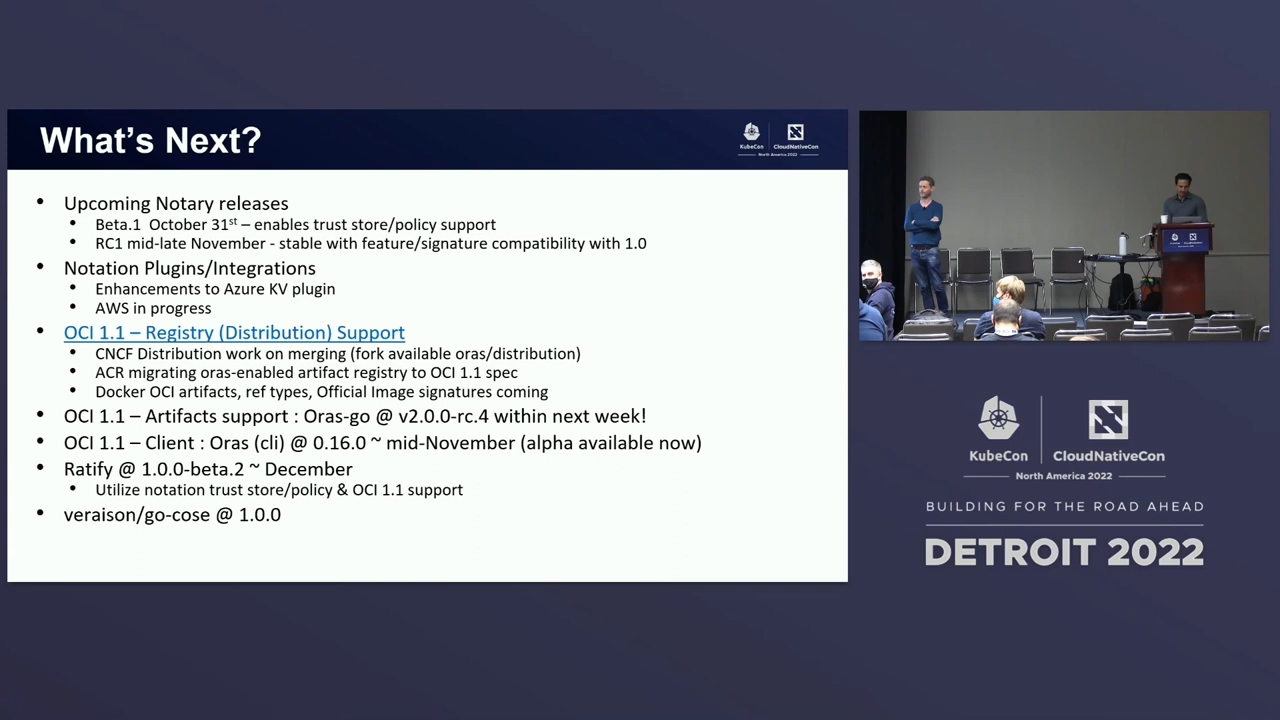 What's Next?
KubeCon
CloudNativeCon
North America 2022
• Upcoming Notary releases
• Beta.1 October 31st – enables trust store/policy support
• RC1 mid-late November - stable with feature/signature compatibility with 1.0
• Notation Plugins/Integrations
• Enhancements to Azure KV plugin
• AWS in progress
• OCI 1.1 – Registry (Distribution) Support
• CNCF Distribution work on merging (fork available oras/distribution)
• ACR migrating oras-enabled artifact registry to OCI 1.1 spec
• Docker OCI artifacts, ref types, Official Image signatures coming
• OCI 1.1 – Artifacts support : Oras-go @ v2.0.0-rc.4 within next week!
• OCI 1.1 – Client : Oras (cli) @ 0.16.0 ~ mid-November (alpha available now)
• Ratify @ 1.0.0-beta.2 ~ December
• Utilize notation trust store/policy & OCI 1.1 support
• veraison/go-cose @ 1.0.0
KubeCon
CloudNativeCon
North America 2022
BUILDING FOR THE ROAD AHEAD
DETROIT 2022